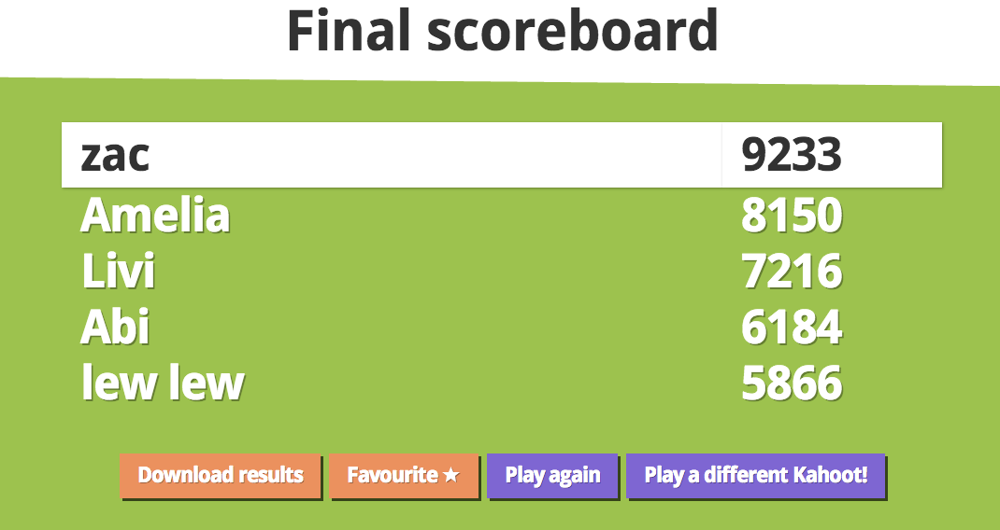 Final scoreboard
zac 9233
Amelia 8150
Livi 7216
Abi 6184
lew lew 5866
Download results Favourite ★ Play again Play a different Kahoot!